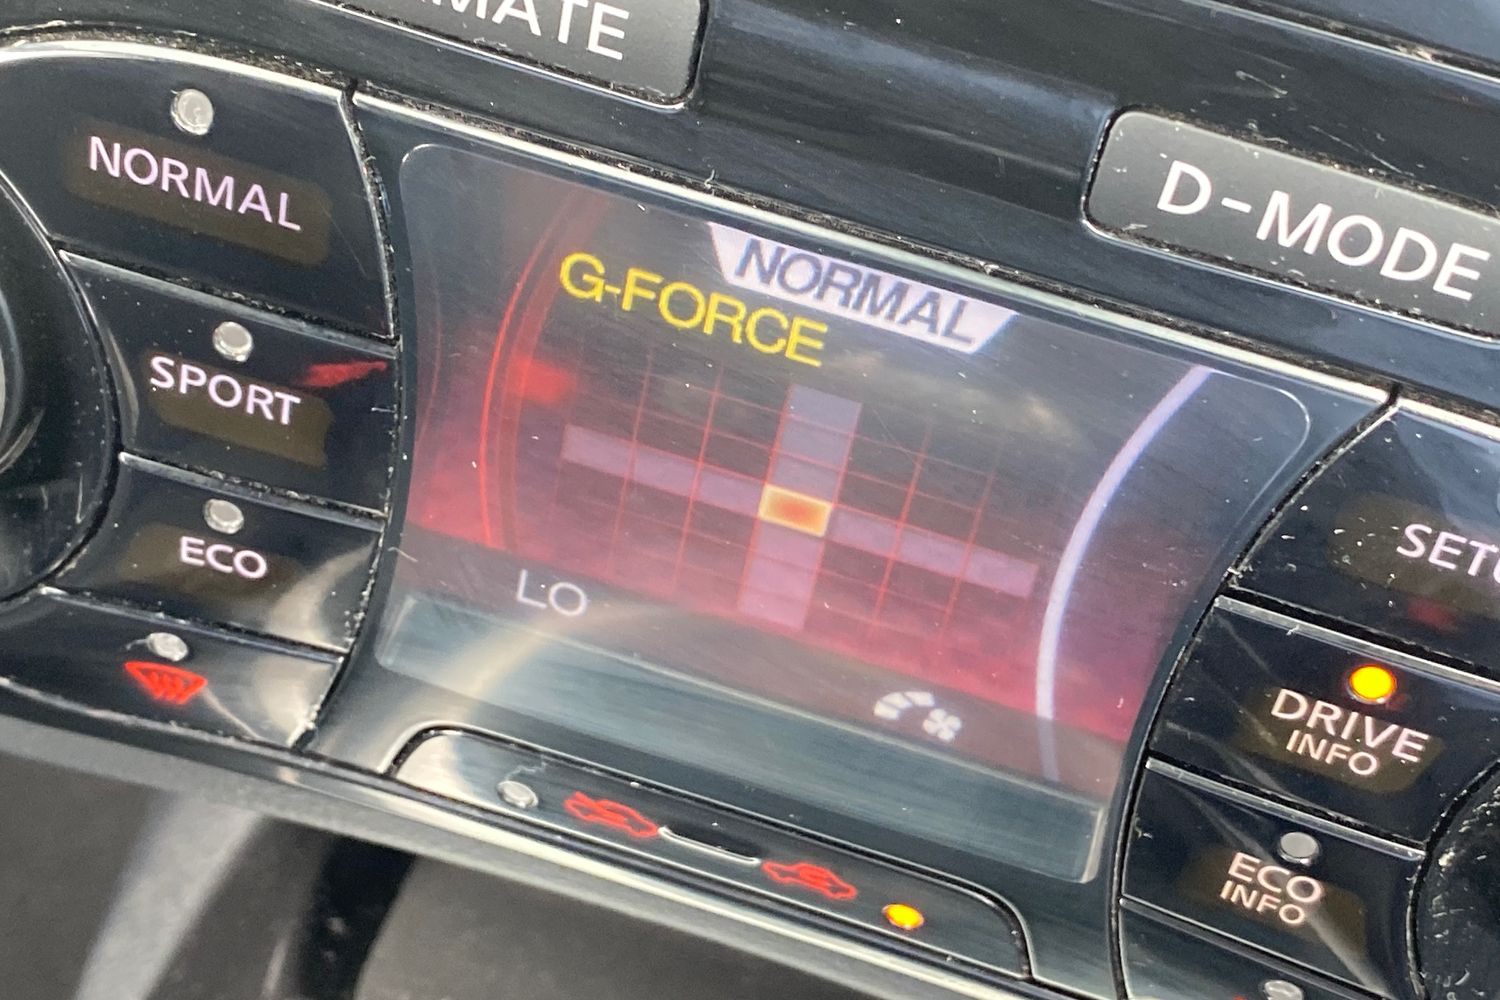 MATE
D-MODE
NORMAL
SPORT
ECO
NORMAL
G-FORCE
LO
SETU
DRIVE
INFO
ECO
INFO